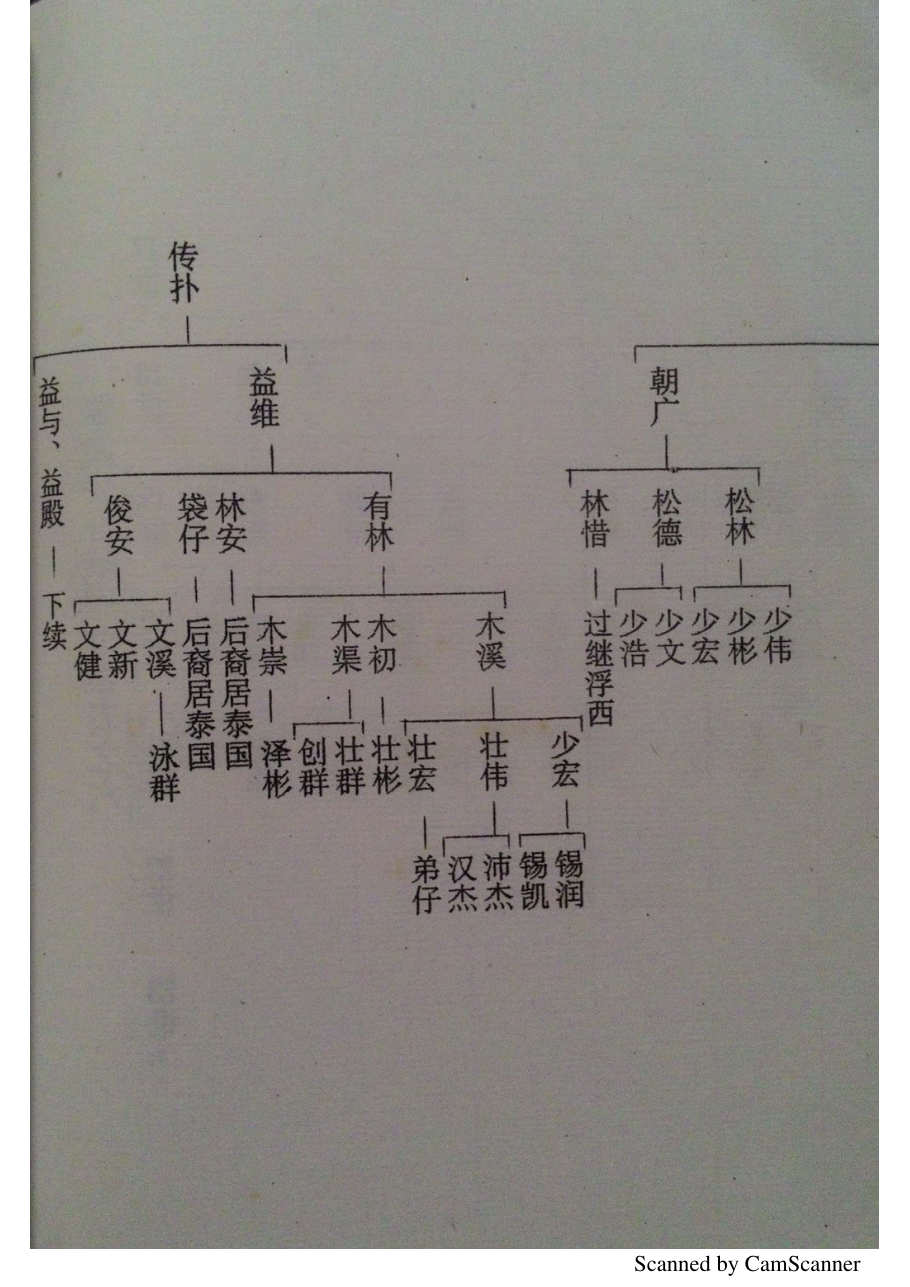 传扑
益与、益殿 — 下续
益维
朝广
俊安
袋仔
林安
有林
林惜
松德
松林
文健
文新
文溪
后裔居泰国
后裔居泰国
木崇
木渠
木初
木溪
过继浮西
少浩
少文
少宏
少彬
少伟
泳群
泽彬
创群
壮群
壮彬
壮宏
壮伟
少宏
弟仔
汉杰
沛杰
锡凯
锡润
Scanned by CamScanner